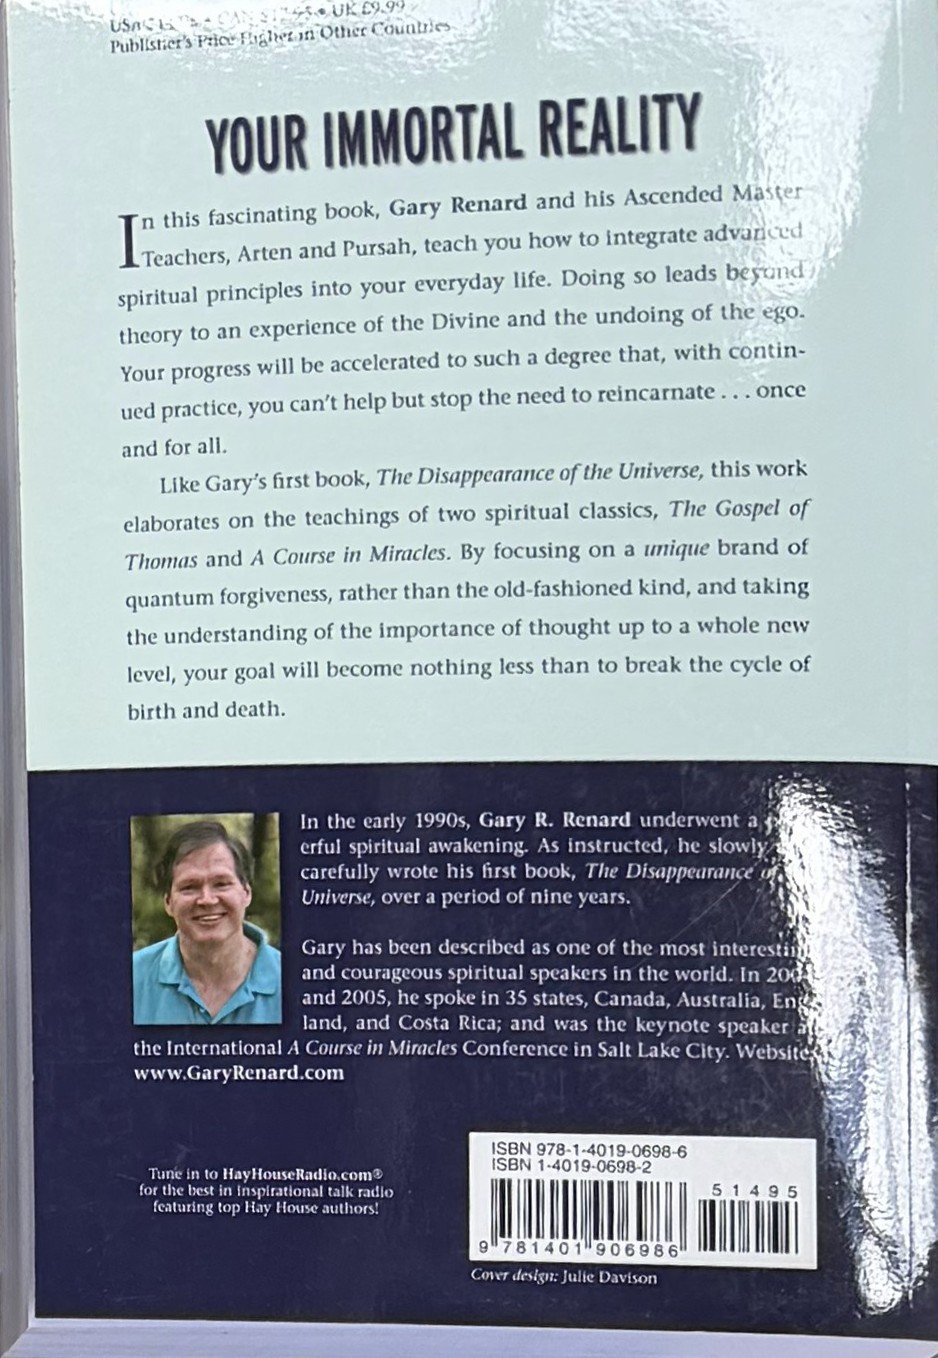 UK £9.99
Publisher's Price Higher in Other Countries
YOUR IMMORTAL REALITY
In this fascinating book, Gary Renard and his Ascended Master
Teachers, Arten and Pursah, teach you how to integrate advanced
spiritual principles into your everyday life. Doing so leads beyond
theory to an experience of the Divine and the undoing of the ego.
Your progress will be accelerated to such a degree that, with contin-
ued practice, you can't help but stop the need to reincarnate . . . once
and for all.
Like Gary's first book, The Disappearance of the Universe, this work
elaborates on the teachings of two spiritual classics, The Gospel of
Thomas and A Course in Miracles. By focusing on a unique brand of
quantum forgiveness, rather than the old-fashioned kind, and taking
the understanding of the importance of thought up to a whole new
level, your goal will become nothing less than to break the cycle of
birth and death.
In the early 1990s, Gary R. Renard underwent a
erful spiritual awakening. As instructed, he slowly
carefully wrote his first book, The Disappearance of
Universe, over a period of nine years.
Gary has been described as one of the most interesting
and courageous spiritual speakers in the world. In
and 2005, he spoke in 35 states, Canada, Australia, Eng-
land, and Costa Rica; and was the keynote speaker
the International A Course in Miracles Conference in Salt Lake City. Website:
www.GaryRenard.com
Tune in to HayHouseRadio.com®
for the best in inspirational talk radio
featuring top Hay House authors!
ISBN 978-1-4019-0698-6
ISBN 1-4019-0698-2
51495
9 781401 906986
Cover design: Julie Davison